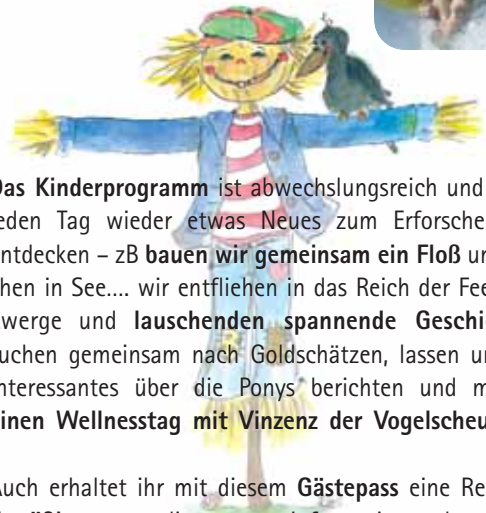 Das Kinderprogramm ist abwechslungsreich und
jeden Tag wieder etwas Neues zum Erforsche
entdecken – zB bauen wir gemeinsam ein Floß un
hen in See.... wir entfliehen in das Reich der Fee
werge und lauschenden spannende Geschi
uchen gemeinsam nach Goldschätzen, lassen un
nteressantes über die Ponys berichten und m
inen Wellnesstag mit Vinzenz der Vogelscheu
Auch erhaltet ihr mit diesem Gästepass eine Re